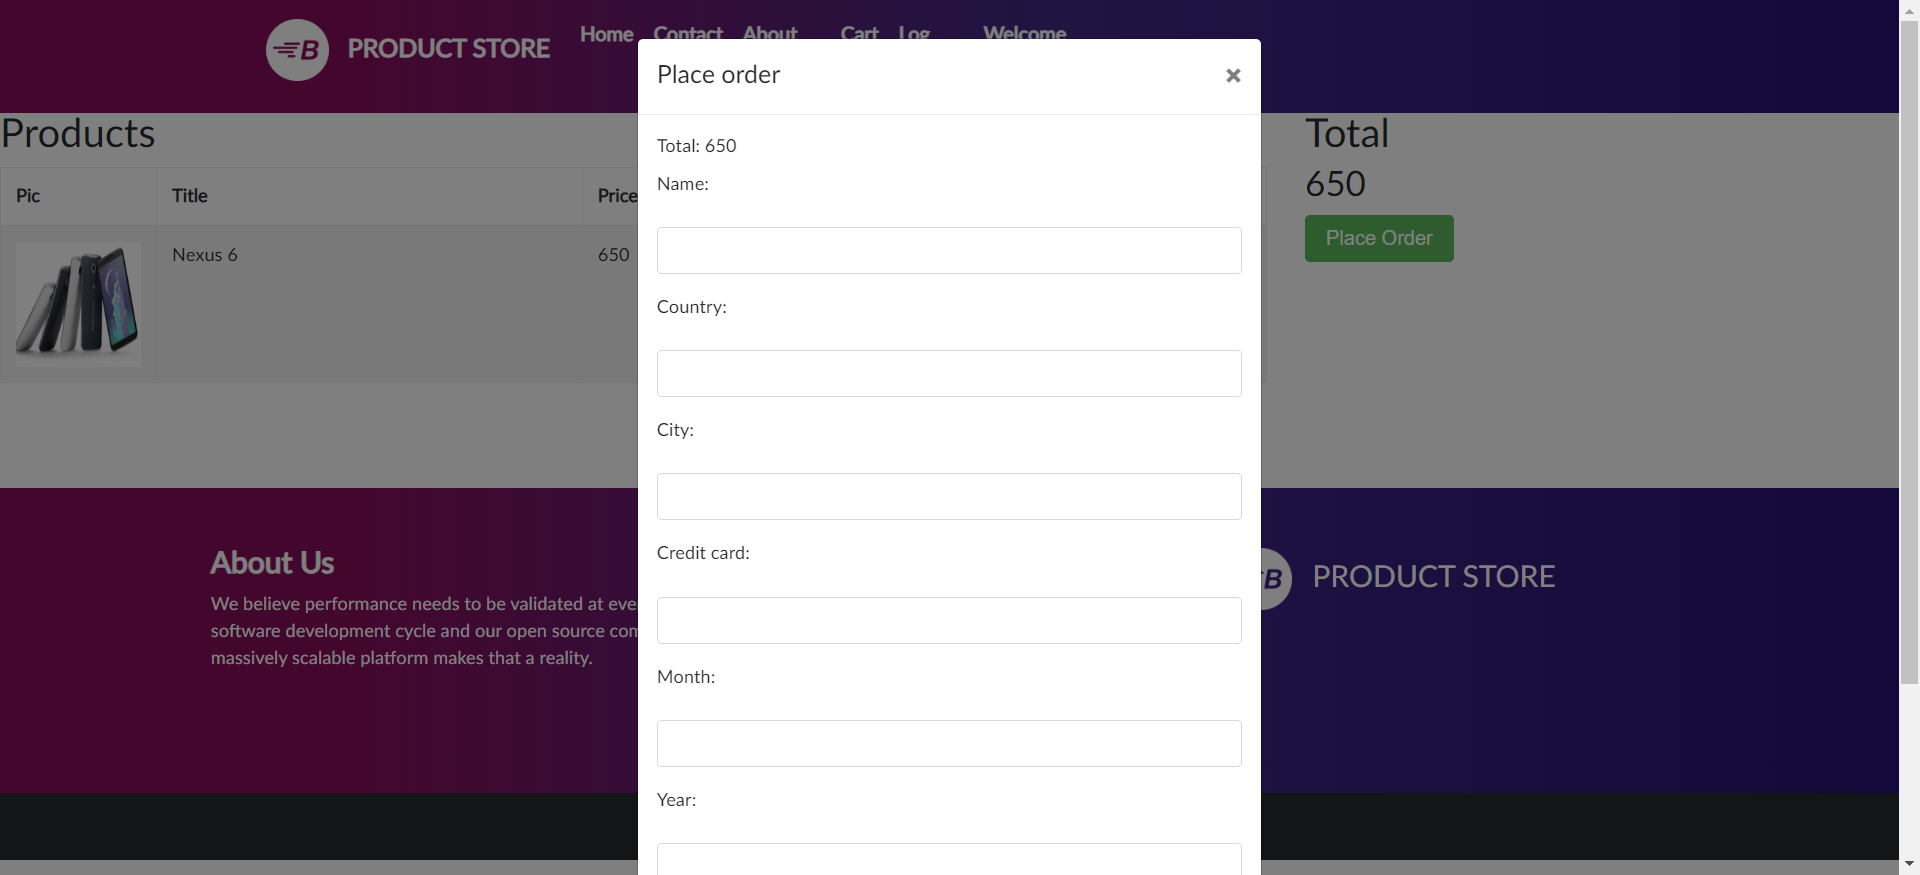 B PRODUCT STORE
Home Contact About Cart Log Welcome
Place order ×
Total: 650
Name:
Country:
City:
Credit card:
Month:
Year:
Products
Pic Title Price
Nexus 6 650
Total
650
Place Order
About Us
We believe performance needs to be validated at eve
software development cycle and our open source com
massively scalable platform makes that a reality.
B PRODUCT STORE